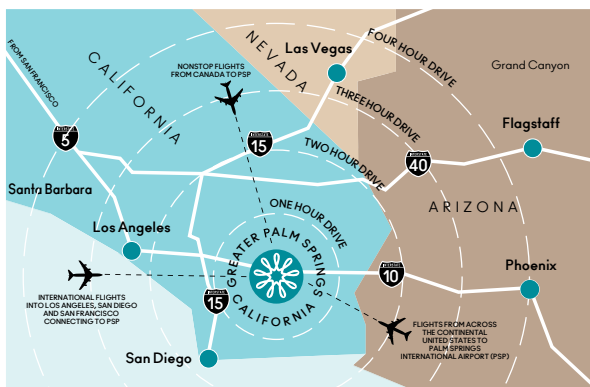 FOUR HOUR DRIVE
NEVADA
Las Vegas
FROM SAN FRANCISCO
CALIFORNIA
NONSTOP FLIGHTS
FROM CANADA TO PSP
Grand Canyon
THREE HOUR DRIVE
Flagstaff
5
15
TWO HOUR DRIVE
40
Santa Barbara
ARIZONA
ONE HOUR DRIVE
Los Angeles
GREATER PALM SPRINGS
CALIFORNIA
Phoenix
10
15
INTERNATIONAL FLIGHTS
INTO LOS ANGELES, SAN DIEGO
AND SAN FRANCISCO
CONNECTING TO PSP
FLIGHTS FROM ACROSS
THE CONTINENTAL
UNITED STATES TO
PALM SPRINGS
INTERNATIONAL AIRPORT (PSP)
San Diego